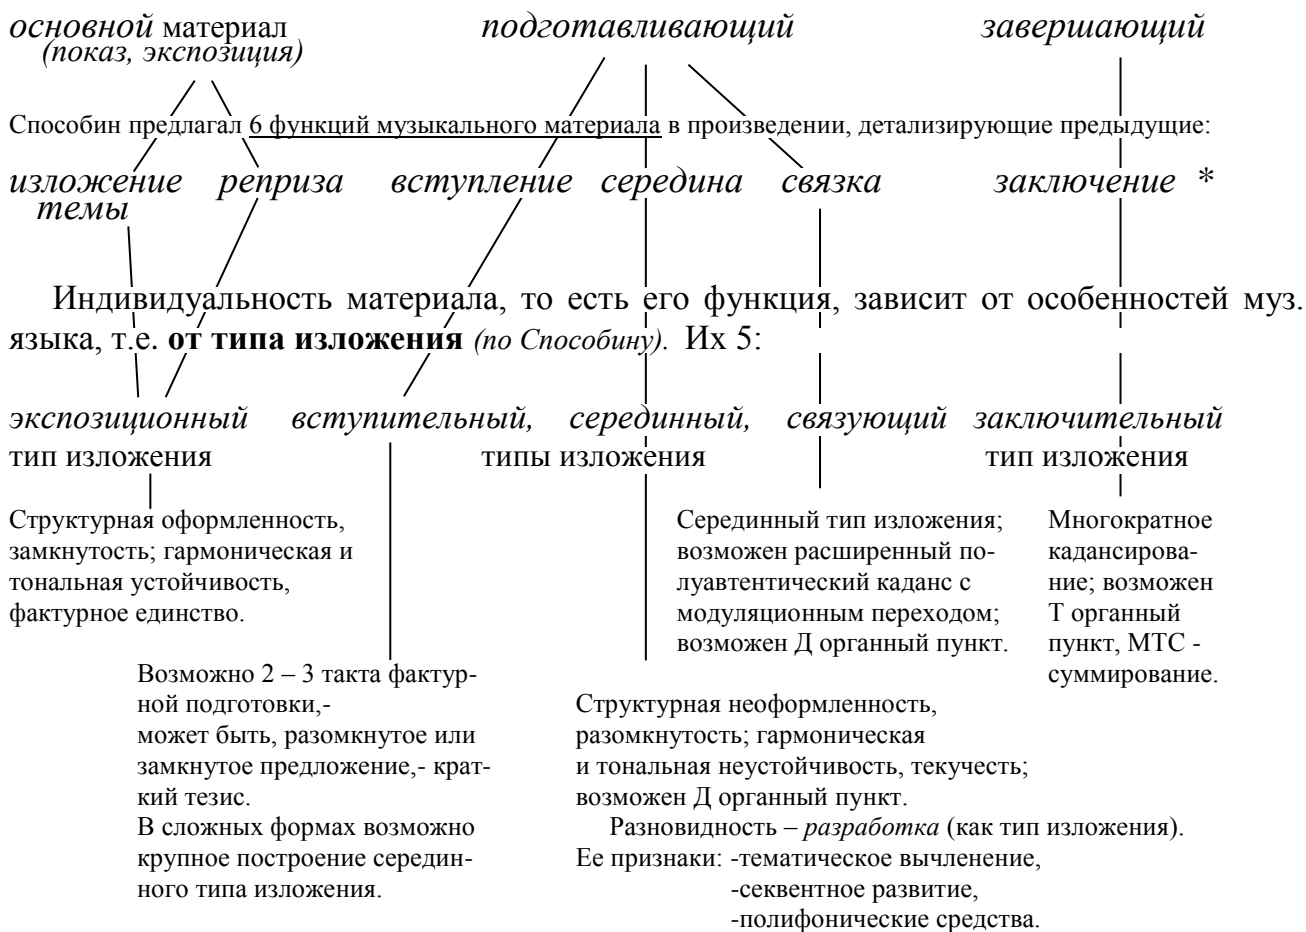 основной материал подготавливающий завершающий
(показ, экспозиция)
Способин предлагал 6 функций музыкального материала в произведении, детализирующие предыдущие:
изложение реприза вступление середина связка заключение *
темы
Индивидуальность материала, то есть его функция, зависит от особенностей муз.
языка, т.е. от типа изложения (по Способину). Их 5:
экспозиционный вступительный, серединный, связующий заключительный
тип изложения типы изложения тип изложения
Структурная оформленность,
замкнутость; гармоническая и
тональная устойчивость,
фактурное единство.
Серединный тип изложения;
возможен расширенный по-
луавтентический каданс с
модуляционным переходом;
возможен Д органный пункт.
Многократное
кадансирова-
ние; возможен
Т органный
пункт, МТС -
суммирование.
Возможно 2 – 3 такта фактур-
ной подготовки,-
может быть, разомкнутое или
замкнутое предложение,- крат-
кий тезис.
В сложных формах возможно
крупное построение середин-
ного типа изложения.
Структурная неоформленность,
разомкнутость; гармоническая
и тональная неустойчивость, текучесть;
возможен Д органный пункт.
Разновидность – разработка (как тип изложения).
Ее признаки: -тематическое вычленение,
-секвентное развитие,
-полифонические средства.